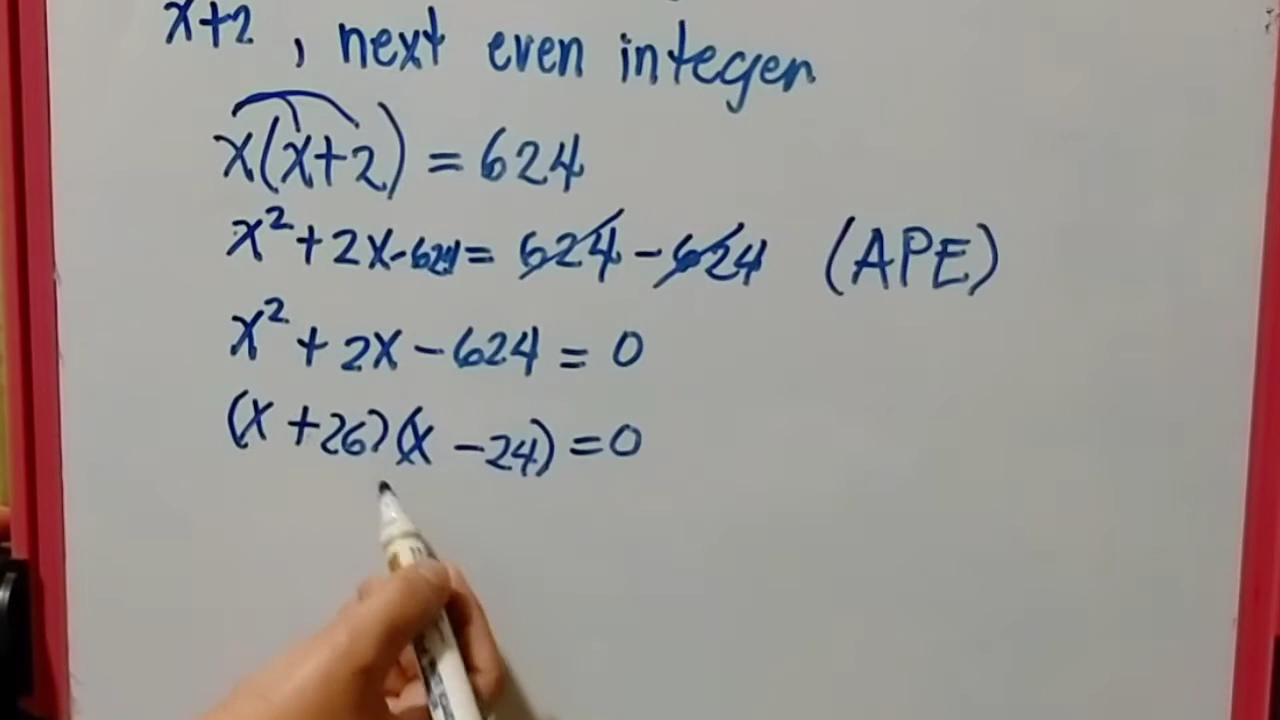 x+2 , next even integer
x(x+2) = 624
x²+2x-624= 624-624 (APE)
x² + 2x - 624 = 0
(x +26)(x -24) =0